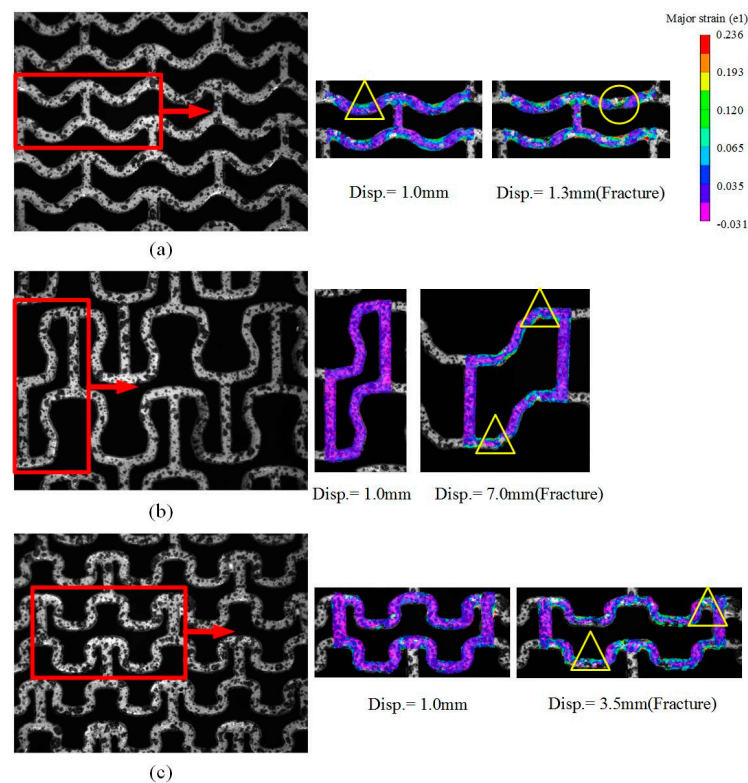 Major strain (e1)
0.236
0.193
0.120
0.065
0.035
-0.031
Disp.= 1.0mm
Disp.= 1.3mm(Fracture)
(a)
Disp.= 1.0mm
Disp.= 7.0mm(Fracture)
(b)
Disp.= 1.0mm
Disp.= 3.5mm(Fracture)
(c)